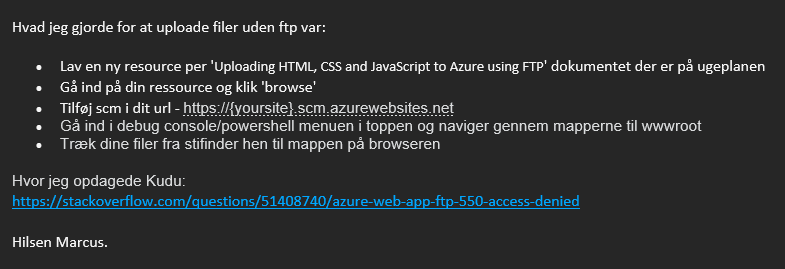 Hvad jeg gjorde for at uploade filer uden ftp var:
• Lav en ny resource per 'Uploading HTML, CSS and JavaScript to Azure using FTP' dokumentet der er på ugeplanen
• Gå ind på din ressource og klik 'browse'
• Tilføj scm i dit url - https://{yoursite}.scm.azurewebsites.net
• Gå ind i debug console/powershell menuen i toppen og naviger gennem mapperne til wwwroot
• Træk dine filer fra stifinder hen til mappen på browseren
Hvor jeg opdagede Kudu:
https://stackoverflow.com/questions/51408740/azure-web-app-ftp-550-access-denied
Hilsen Marcus.